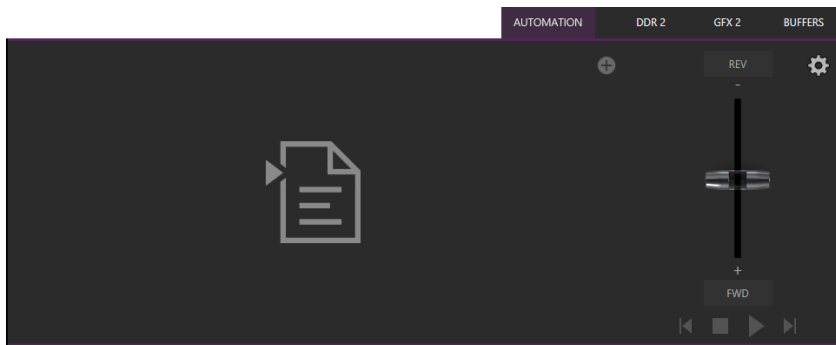 AUTOMATION DDR 2 GFX 2 BUFFERS
REV
-
+
FWD